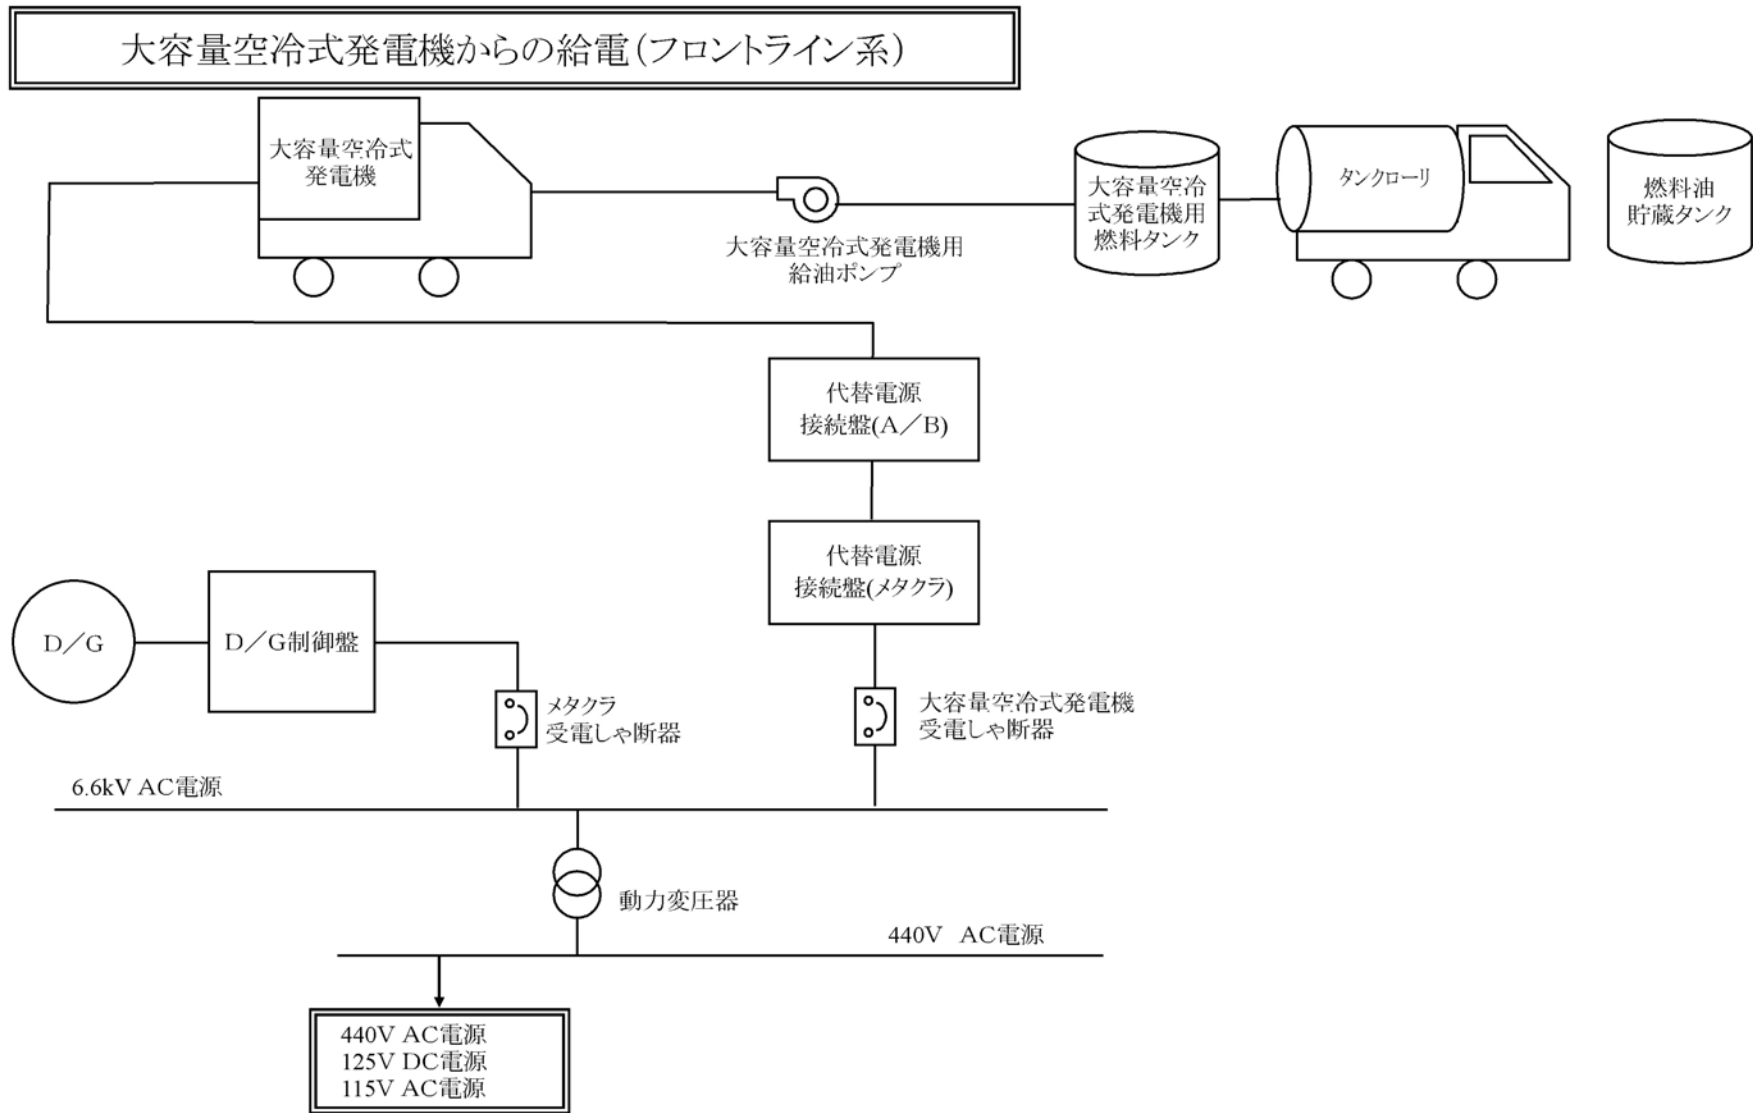 大容量空冷式発電機からの給電(フロントライン系)
大容量空冷式
発電機
大容量空冷式発電機用
給油ポンプ
大容量空冷
式発電機用
燃料タンク
タンクローリ
燃料油
貯蔵タンク
代替電源
接続盤(A／B)
代替電源
接続盤(メタクラ)
D／G
D／G制御盤
メタクラ
受電しゃ断器
大容量空冷式発電機
受電しゃ断器
6.6kV AC電源
動力変圧器
440V AC電源
440V AC電源
125V DC電源
115V AC電源